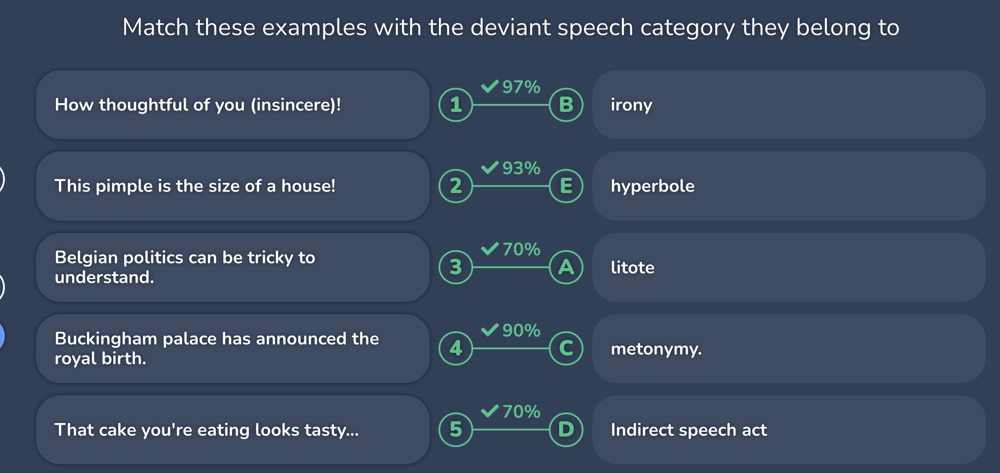 Match these examples with the deviant speech category they belong to
How thoughtful of you (insincere)!
1
97%
B
irony
This pimple is the size of a house!
2
93%
E
hyperbole
Belgian politics can be tricky to
understand.
3
70%
A
litote
Buckingham palace has announced the
royal birth.
4
90%
C
metonymy.
That cake you're eating looks tasty...
5
70%
D
Indirect speech act